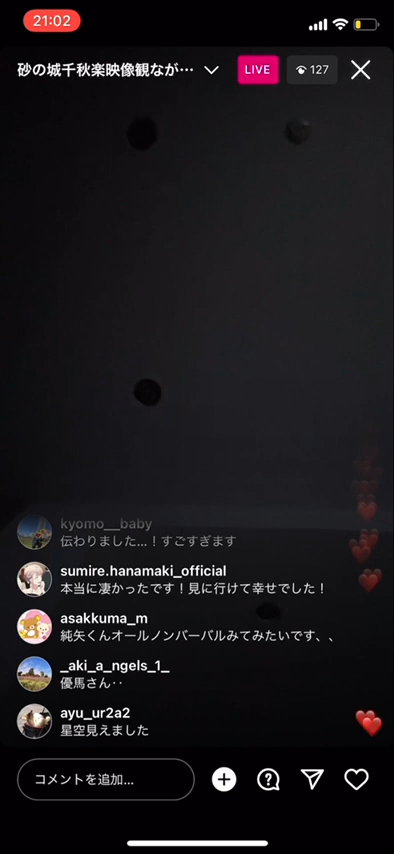 21:02
砂の城千秋楽映像観なが…
LIVE
127
kyomo__baby
伝わりました…！すごすぎます
sumire.hanamaki_official
本当に凄かったです！見に行けて幸せでした！
asakkuma_m
純矢くんオールノンバーバルみてみたいです、、
_aki_a_ngels_1_
優馬さん‥
ayu_ur2a2
星空見えました
コメントを追加…